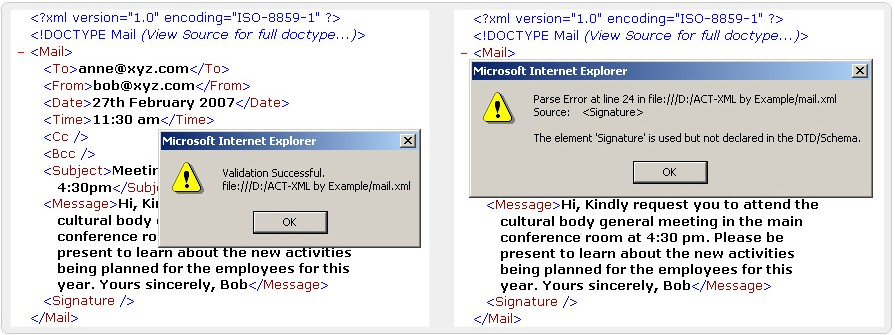 <?xml version="1.0" encoding="ISO-8859-1" ?>
<!DOCTYPE Mail (View Source for full doctype...)>
– <Mail>
<To>anne@xyz.com</To>
<From>bob@xyz.com</From>
<Date>27th February 2007</Date>
<Time>11:30 am</Time>
<Cc />
<Bcc />
<Subject>Meetin
4:30pm</Subj
<Message>Hi, Kin
cultural body
conference ro
present to learn about the new activities
being planned for the employees for this
year. Yours sincerely, Bob</Message>
<Signature />
</Mail>
Microsoft Internet Explorer
Validation Successful.
file:///D:/ACT-XML by Example/mail.xml
OK
<?xml version="1.0" encoding="ISO-8859-1" ?>
<!DOCTYPE Mail (View Source for full doctype...)>
– <Mail>
Microsoft Internet Explorer
Parse Error at line 24 in file:///D:/ACT-XML by Example/mail.xml
Source: <Signature>
The element 'Signature' is used but not declared in the DTD/Schema.
OK
<Message>Hi, Kindly request you to attend the
cultural body general meeting in the main
conference room at 4:30 pm. Please be
present to learn about the new activities
being planned for the employees for this
year. Yours sincerely, Bob</Message>
<Signature />
</Mail>